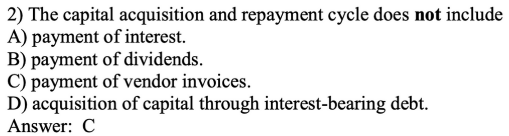 2) The capital acquisition and repayment cycle does not include
A) payment of interest.
B) payment of dividends.
C) payment of vendor invoices.
D) acquisition of capital through interest-bearing debt.
Answer: C